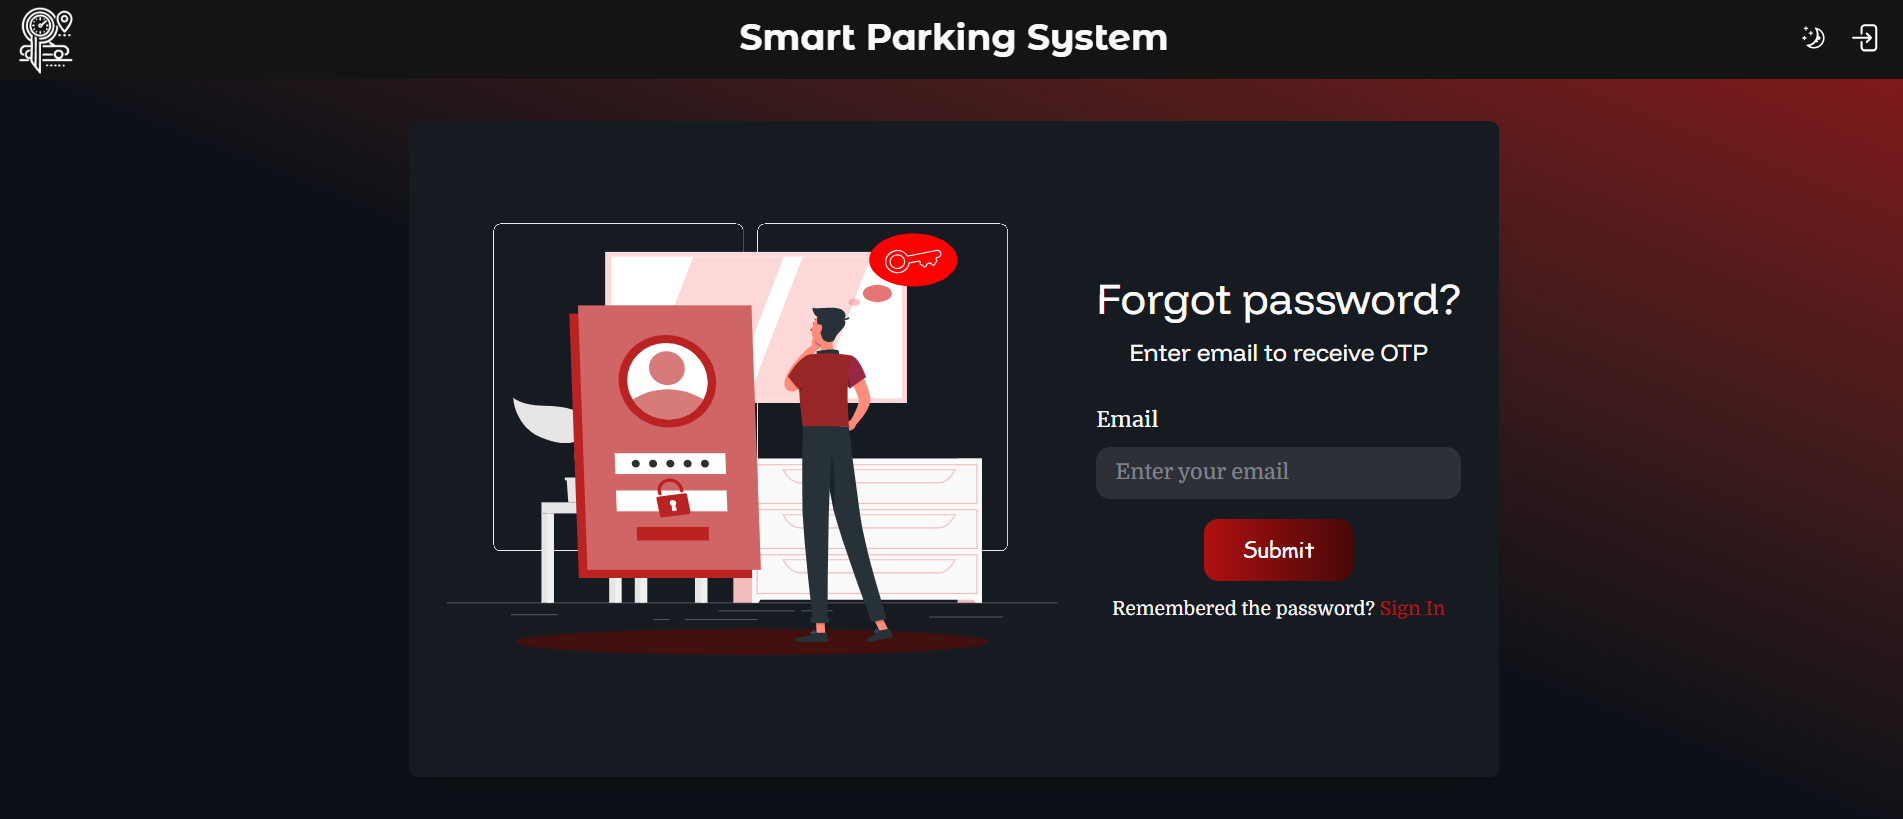 Smart Parking System
Forgot password?
Enter email to receive OTP
Email
Enter your email
Submit
Remembered the password? Sign In